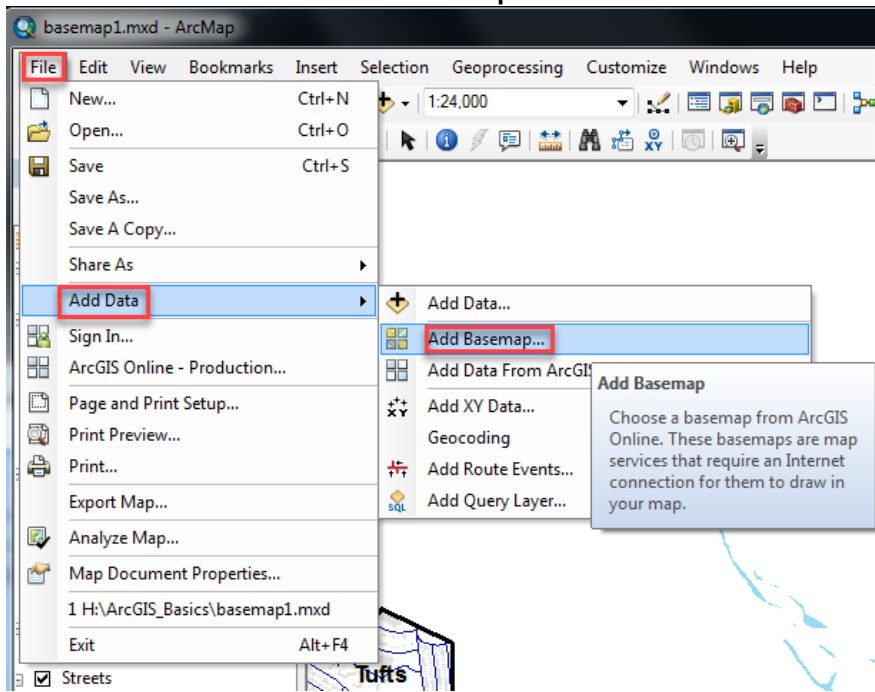 basemap1.mxd - ArcMap
File Edit View Bookmarks Insert Selection Geoprocessing Customize Windows Help
1:24,000
New... Ctrl+N
Open... Ctrl+O
Save Ctrl+S
Save As...
Save A Copy...
Share As
Add Data
Sign In...
ArcGIS Online - Production...
Page and Print Setup...
Print Preview...
Print...
Export Map...
Analyze Map...
Map Document Properties...
1 H:\ArcGIS_Basics\basemap1.mxd
Exit Alt+F4
Add Data...
Add Basemap...
Add Data From ArcGIS
XY Add XY Data...
Geocoding
Add Route Events...
SQL Add Query Layer...
Add Basemap
Choose a basemap from ArcGIS
Online. These basemaps are map
services that require an Internet
connection for them to draw in
your map.
XY
Streets
Tufts